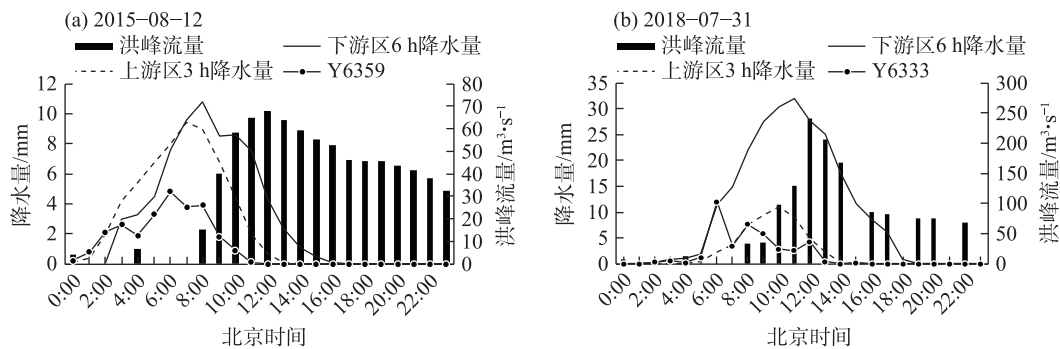 (a) 2015-08-12
洪峰流量 下游区6 h降水量
上游区3 h降水量 Y6359
12 10 8 6 4 2 0
降水量/mm
80 70 60 50 40 30 20 10 0
洪峰流量/m³·s⁻¹
0:00 2:00 4:00 6:00 8:00 10:00 12:00 14:00 16:00 18:00 20:00 22:00
北京时间
(b) 2018-07-31
洪峰流量 下游区6 h降水量
上游区3 h降水量 Y6333
35 30 25 20 15 10 5 0
降水量/mm
300 250 200 150 100 50 0
洪峰流量/m³·s⁻¹
0:00 2:00 4:00 6:00 8:00 10:00 12:00 14:00 16:00 18:00 20:00 22:00
北京时间